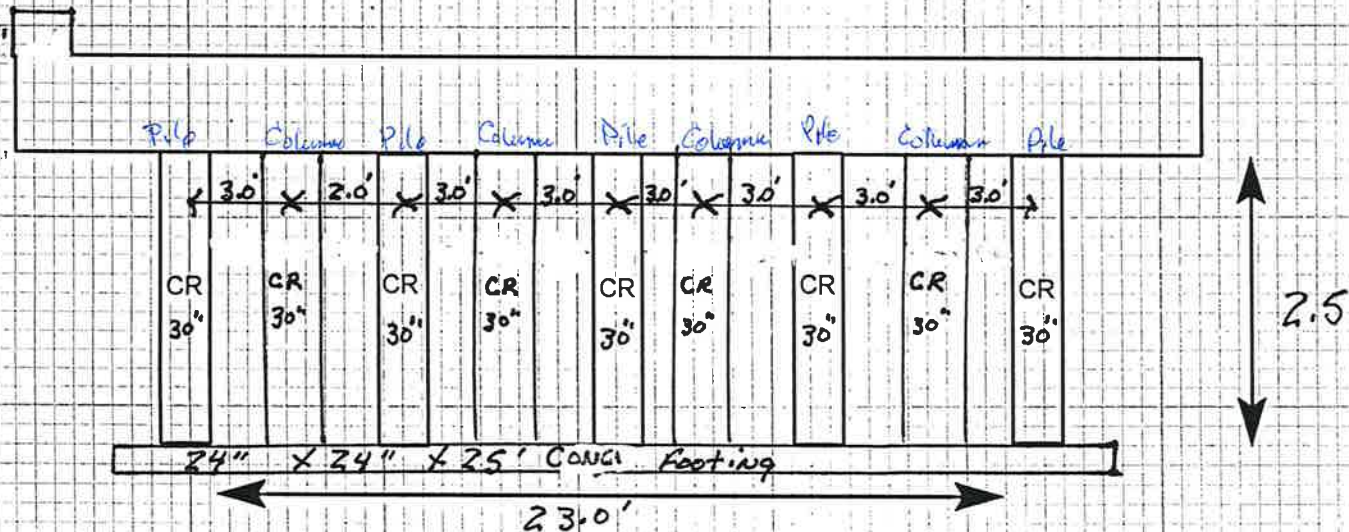 Pile Column Pile Column Pile Column Pile Column Pile
3.0' 2.0' 3.0' 3.0' 3.0' 3.0' 3.0' 3.0'
CR CR CR CR CR CR CR CR CR
30" 30" 30" 30" 30" 30" 30" 30" 30"
2.5
24" X 24" X 25' CONC. Footing
23.0'